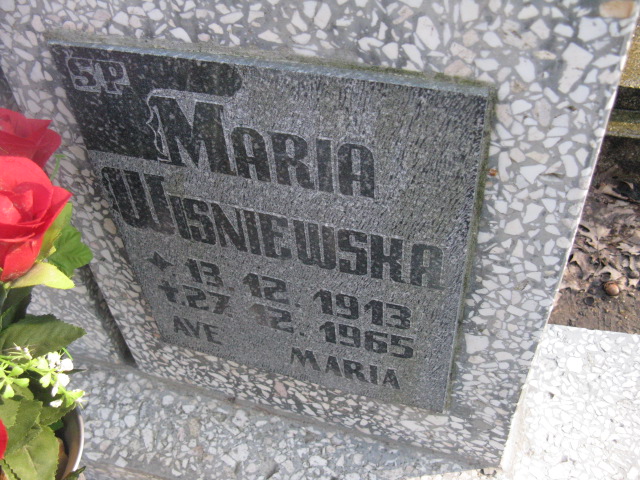 SP
MARIA
WIŚNIEWSKA
* 13. 12. 1913
+ 27 12. 1965
AVE MARIA